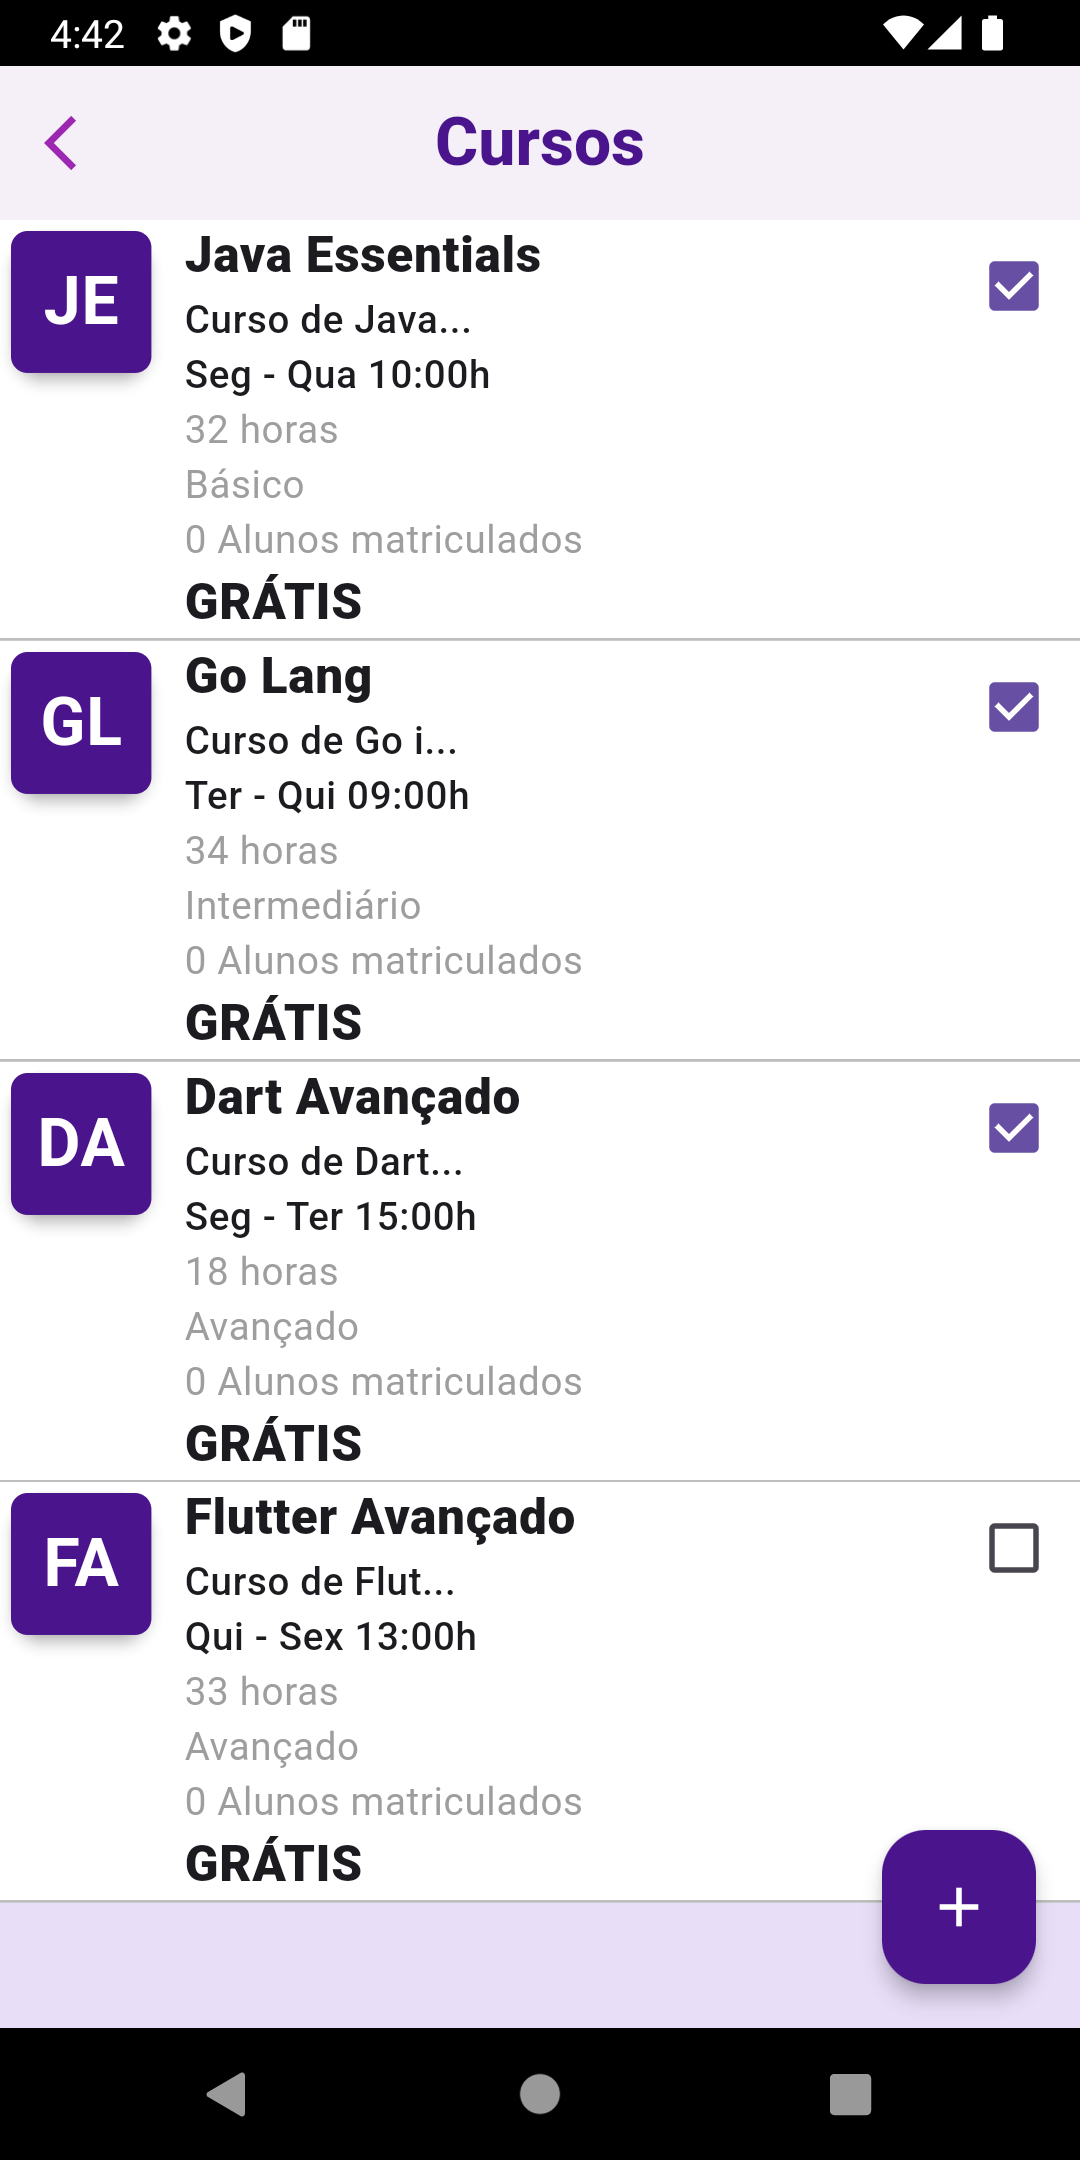 4:42
Cursos
JE
Java Essentials
Curso de Java...
Seg - Qua 10:00h
32 horas
Básico
0 Alunos matriculados
GRÁTIS
GL
Go Lang
Curso de Go i...
Ter - Qui 09:00h
34 horas
Intermediário
0 Alunos matriculados
GRÁTIS
DA
Dart Avançado
Curso de Dart...
Seg - Ter 15:00h
18 horas
Avançado
0 Alunos matriculados
GRÁTIS
FA
Flutter Avançado
Curso de Flut...
Qui - Sex 13:00h
33 horas
Avançado
0 Alunos matriculados
GRÁTIS